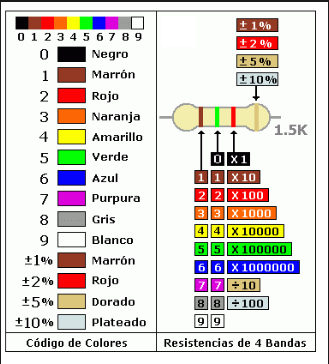 0 1 2 3 4 5 6 7 8 9
0 Negro
1 Marrón
2 Rojo
3 Naranja
4 Amarillo
5 Verde
6 Azul
7 Purpura
8 Gris
9 Blanco
±1% Marrón
±2% Rojo
±5% Dorado
±10% Plateado
Código de Colores
±1%
±2%
±5%
±10%
1.5K
0 X1
1 1 X10
2 2 X100
3 3 X1000
4 4 X10000
5 5 X100000
6 6 X1000000
7 7 ÷10
8 8 ÷100
9 9
Resistencias de 4 Bandas